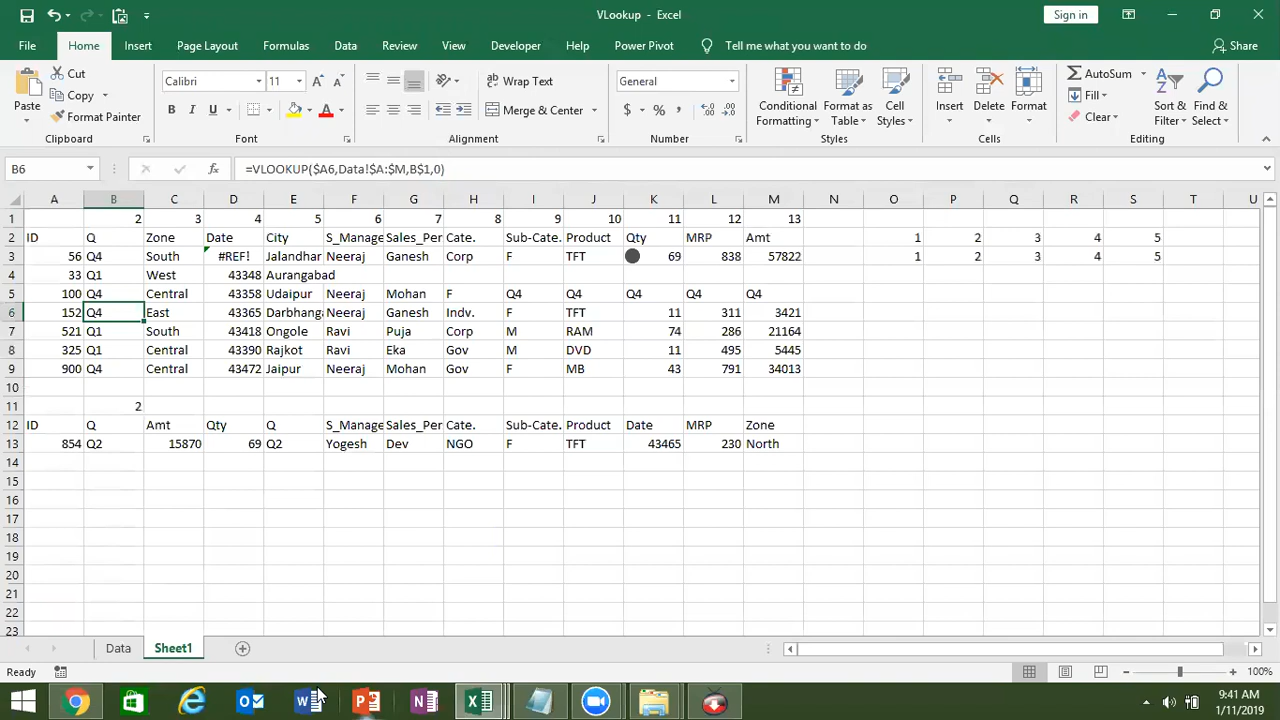 VLookup - Excel
Sign in
File Home Insert Page Layout Formulas Data Review View Developer Help Power Pivot Tell me what you want to do Share
Paste Cut Copy Format Painter Clipboard
Calibri 11 B I U A Font
Wrap Text Merge & Center Alignment
General $ % , Number
Conditional Formatting Format as Table Cell Styles Styles
Insert Delete Format Cells
AutoSum Fill Clear Sort & Filter Find & Select Editing
B6 fx =VLOOKUP($A6,Data!$A:$M,B$1,0)
A B C D E F G H I J K L M N O P Q R S T U
1 2 3 4 5 6 7 8 9 10 11 12 13
2 ID Q Zone Date City S_Manage Sales_Per Cate. Sub-Cate. Product Qty MRP Amt 1 2 3 4 5
3 56 Q4 South #REF! Jalandhar Neeraj Ganesh Corp F TFT 69 838 57822 1 2 3 4 5
4 33 Q1 West 43348 Aurangabad
5 100 Q4 Central 43358 Udaipur Neeraj Mohan F Q4 Q4 Q4 Q4 Q4
6 152 Q4 East 43365 Darbhanga Neeraj Ganesh Indv. F TFT 11 311 3421
7 521 Q1 South 43418 Ongole Ravi Puja Corp M RAM 74 286 21164
8 325 Q1 Central 43390 Rajkot Ravi Eka Gov M DVD 11 495 5445
9 900 Q4 Central 43472 Jaipur Neeraj Mohan Gov F MB 43 791 34013
10
11 2
12 ID Q Amt Qty Q S_Manage Sales_Per Cate. Sub-Cate. Product Date MRP Zone
13 854 Q2 15870 69 Q2 Yogesh Dev NGO F TFT 43465 230 North
14
15
16
17
18
19
20
21
22
23
Data Sheet1
Ready 100%
9:41 AM
1/11/2019